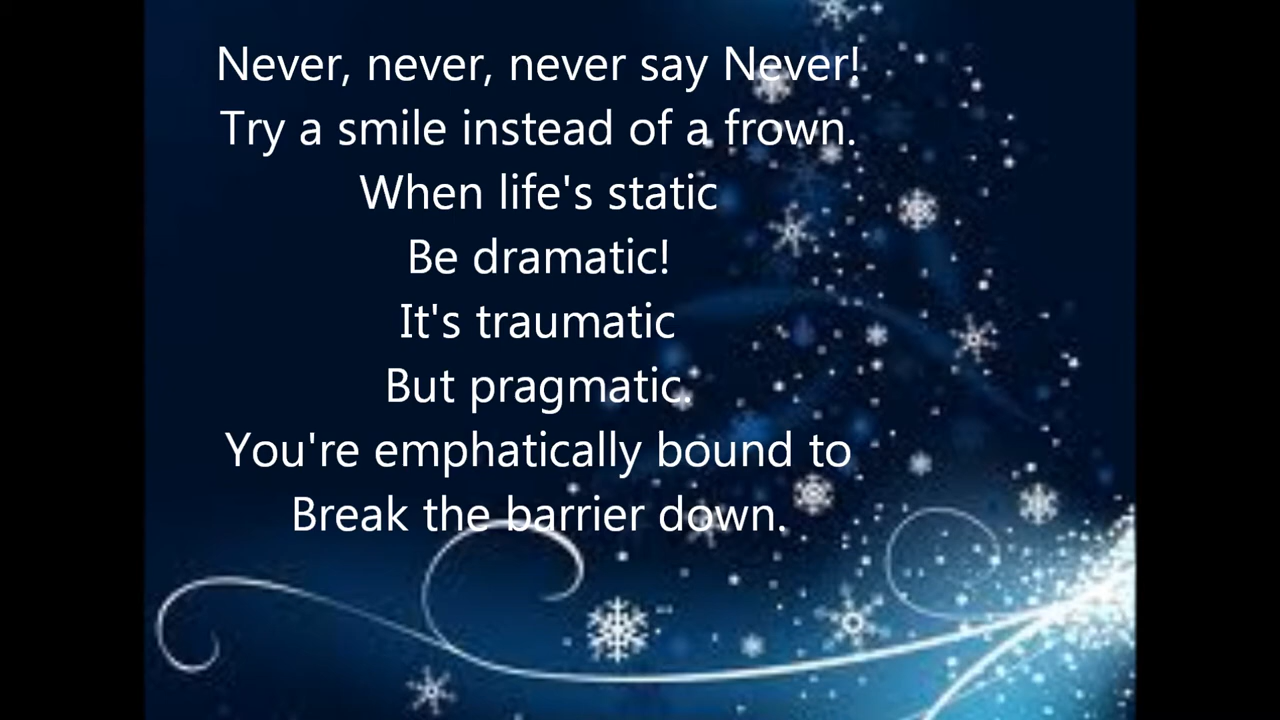 Never, never, never say Never!
Try a smile instead of a frown.
When life's static
Be dramatic!
It's traumatic
But pragmatic.
You're emphatically bound to
Break the barrier down.